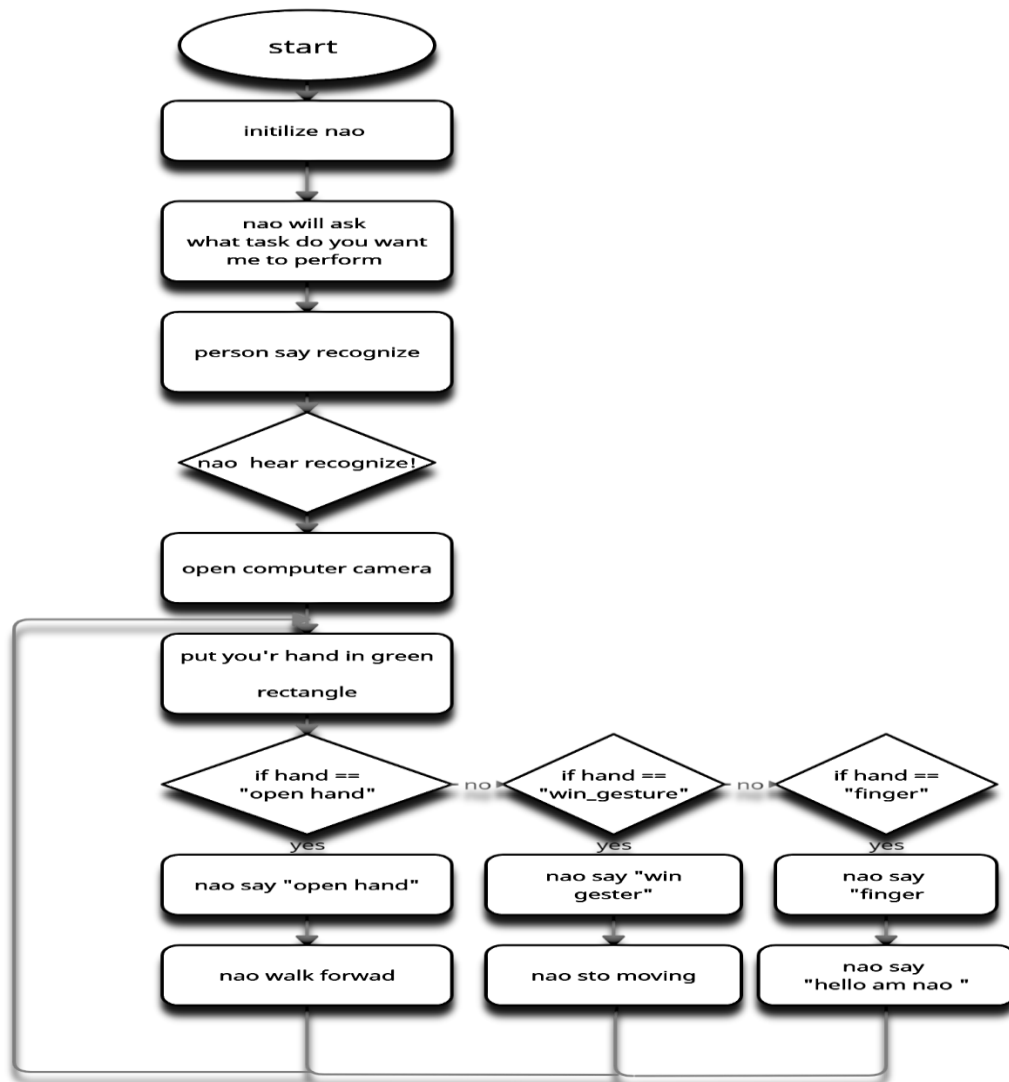 start
initilize nao
nao will ask
what task do you want
me to perform
person say recognize
nao hear recognize!
open computer camera
put you'r hand in green
rectangle
if hand ==
"open hand"
no
if hand ==
"win_gesture"
no
if hand ==
"finger"
yes
yes
yes
nao say "open hand"
nao say "win
gester"
nao say
"finger
nao walk forwad
nao sto moving
nao say
"hello am nao "